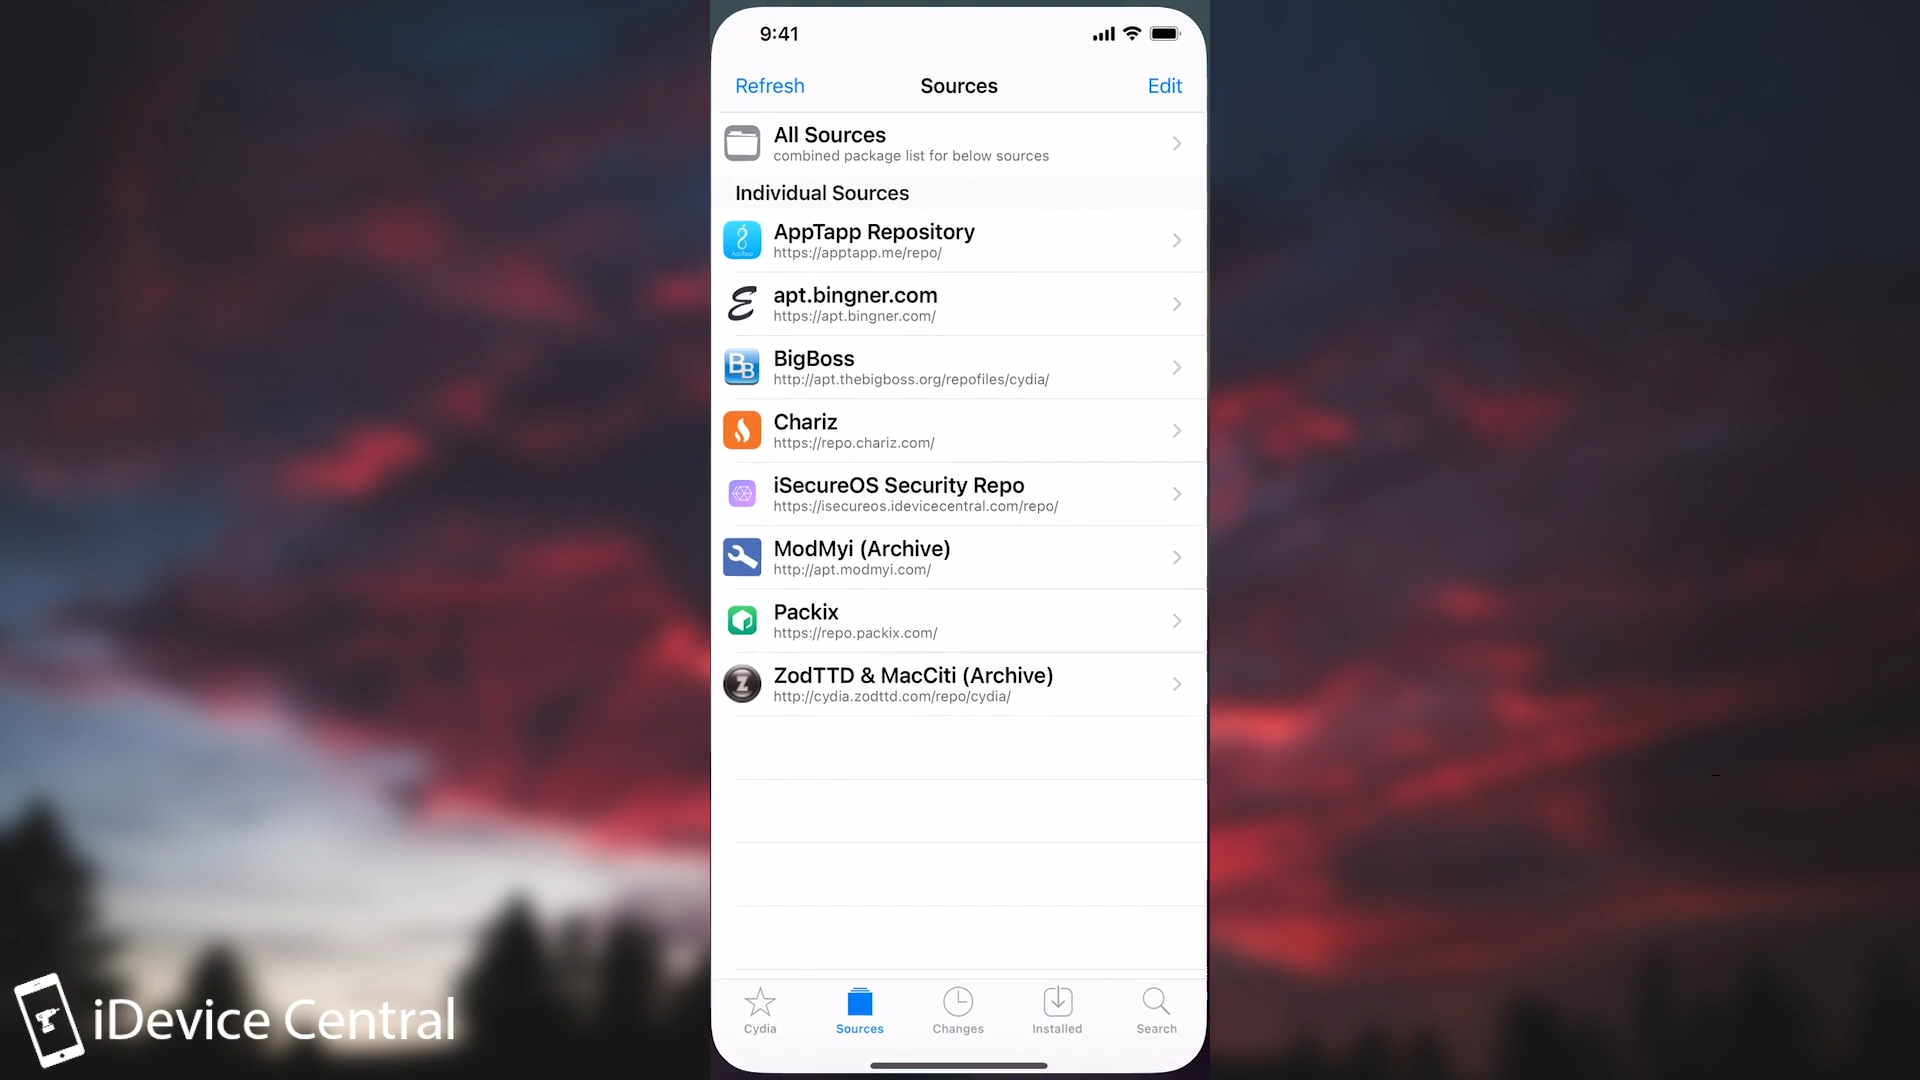 9:41
Refresh
Sources
Edit
All Sources
combined package list for below sources
Individual Sources
AppTapp
AppTapp Repository
https://apptapp.me/repo/
apt.bingner.com
https://apt.bingner.com/
BB
BigBoss
http://apt.thebigboss.org/repofiles/cydia/
Chariz
https://repo.chariz.com/
iSecureOS Security Repo
https://isecureos.idevicecentral.com/repo/
ModMyi (Archive)
http://apt.modmyi.com/
Packix
https://repo.packix.com/
Z
ZodTTD & MacCiti (Archive)
http://cydia.zodttd.com/repo/cydia/
Cydia
Sources
Changes
Installed
Search
iDevice Central